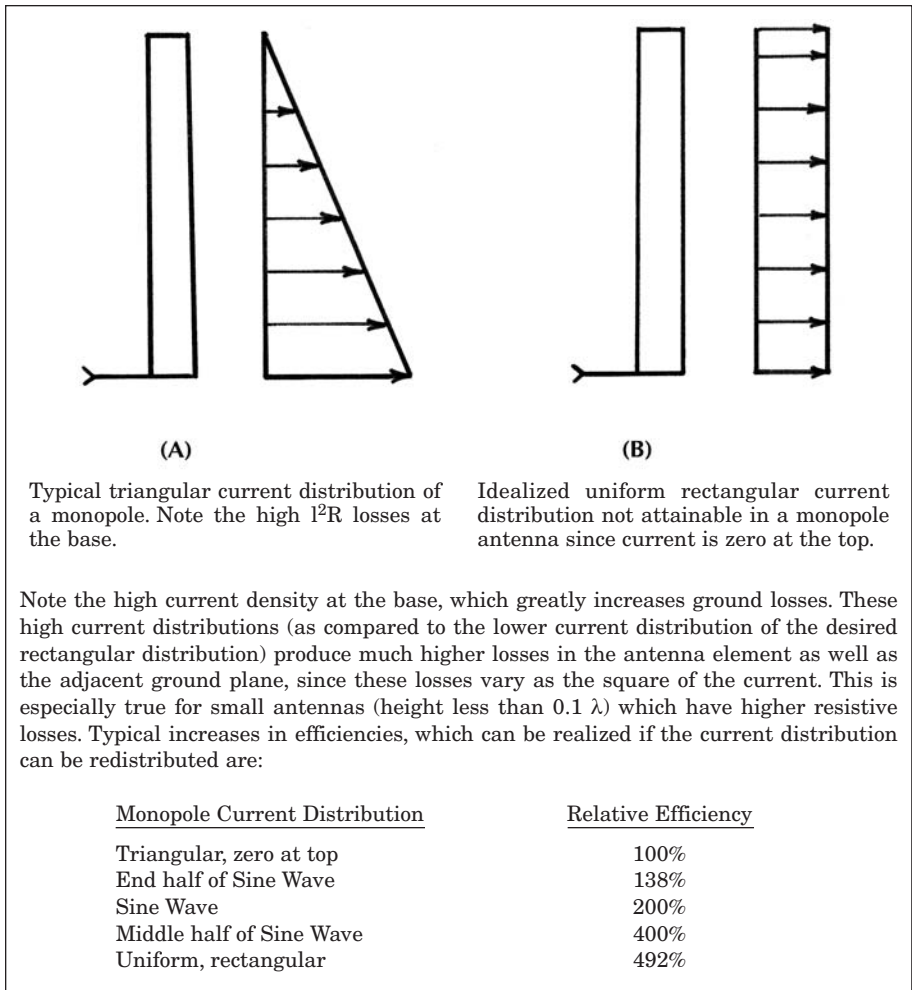 (A)
Typical triangular current distribution of
a monopole. Note the high l²R losses at
the base.
(B)
Idealized uniform rectangular current
distribution not attainable in a monopole
antenna since current is zero at the top.
Note the high current density at the base, which greatly increases ground losses. These
high current distributions (as compared to the lower current distribution of the desired
rectangular distribution) produce much higher losses in the antenna element as well as
the adjacent ground plane, since these losses vary as the square of the current. This is
especially true for small antennas (height less than 0.1 λ) which have higher resistive
losses. Typical increases in efficiencies, which can be realized if the current distribution
can be redistributed are:
Monopole Current Distribution Relative Efficiency
Triangular, zero at top 100%
End half of Sine Wave 138%
Sine Wave 200%
Middle half of Sine Wave 400%
Uniform, rectangular 492%